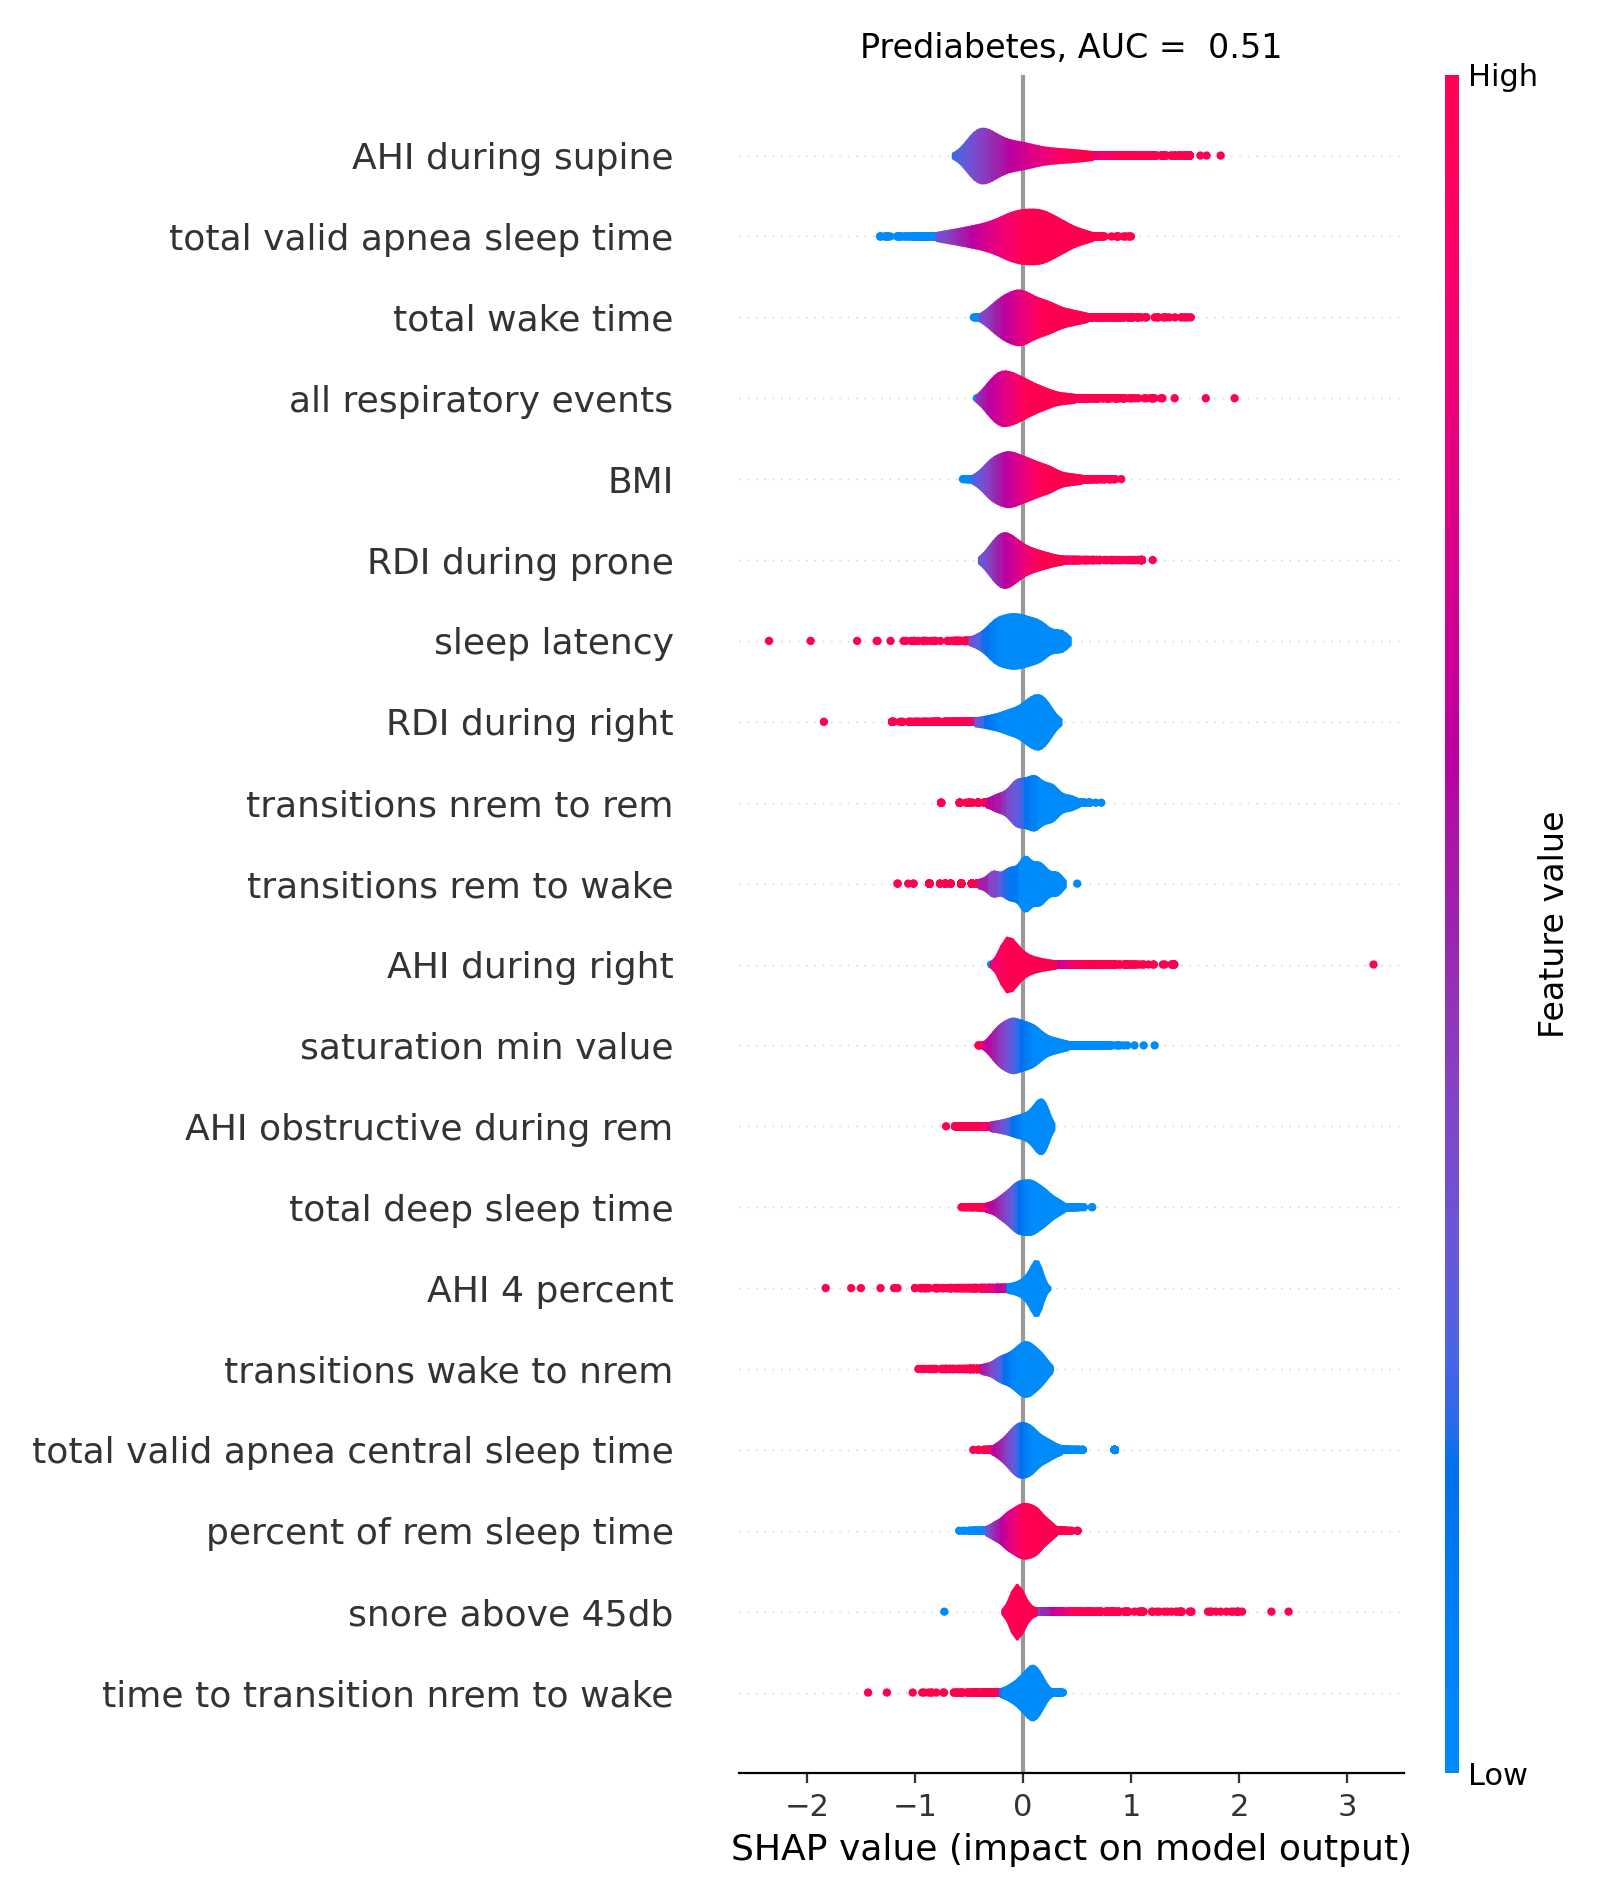 Prediabetes, AUC =  0.51
High
AHI during supine
total valid apnea sleep time
total wake time
all respiratory events
BMI
RDI during prone
sleep latency
RDI during right
transitions nrem to rem
transitions rem to wake
AHI during right
saturation min value
AHI obstructive during rem
total deep sleep time
AHI 4 percent
transitions wake to nrem
total valid apnea central sleep time
percent of rem sleep time
snore above 45db
time to transition nrem to wake
Feature value
Low
−2 −1 0 1 2 3
SHAP value (impact on model output)